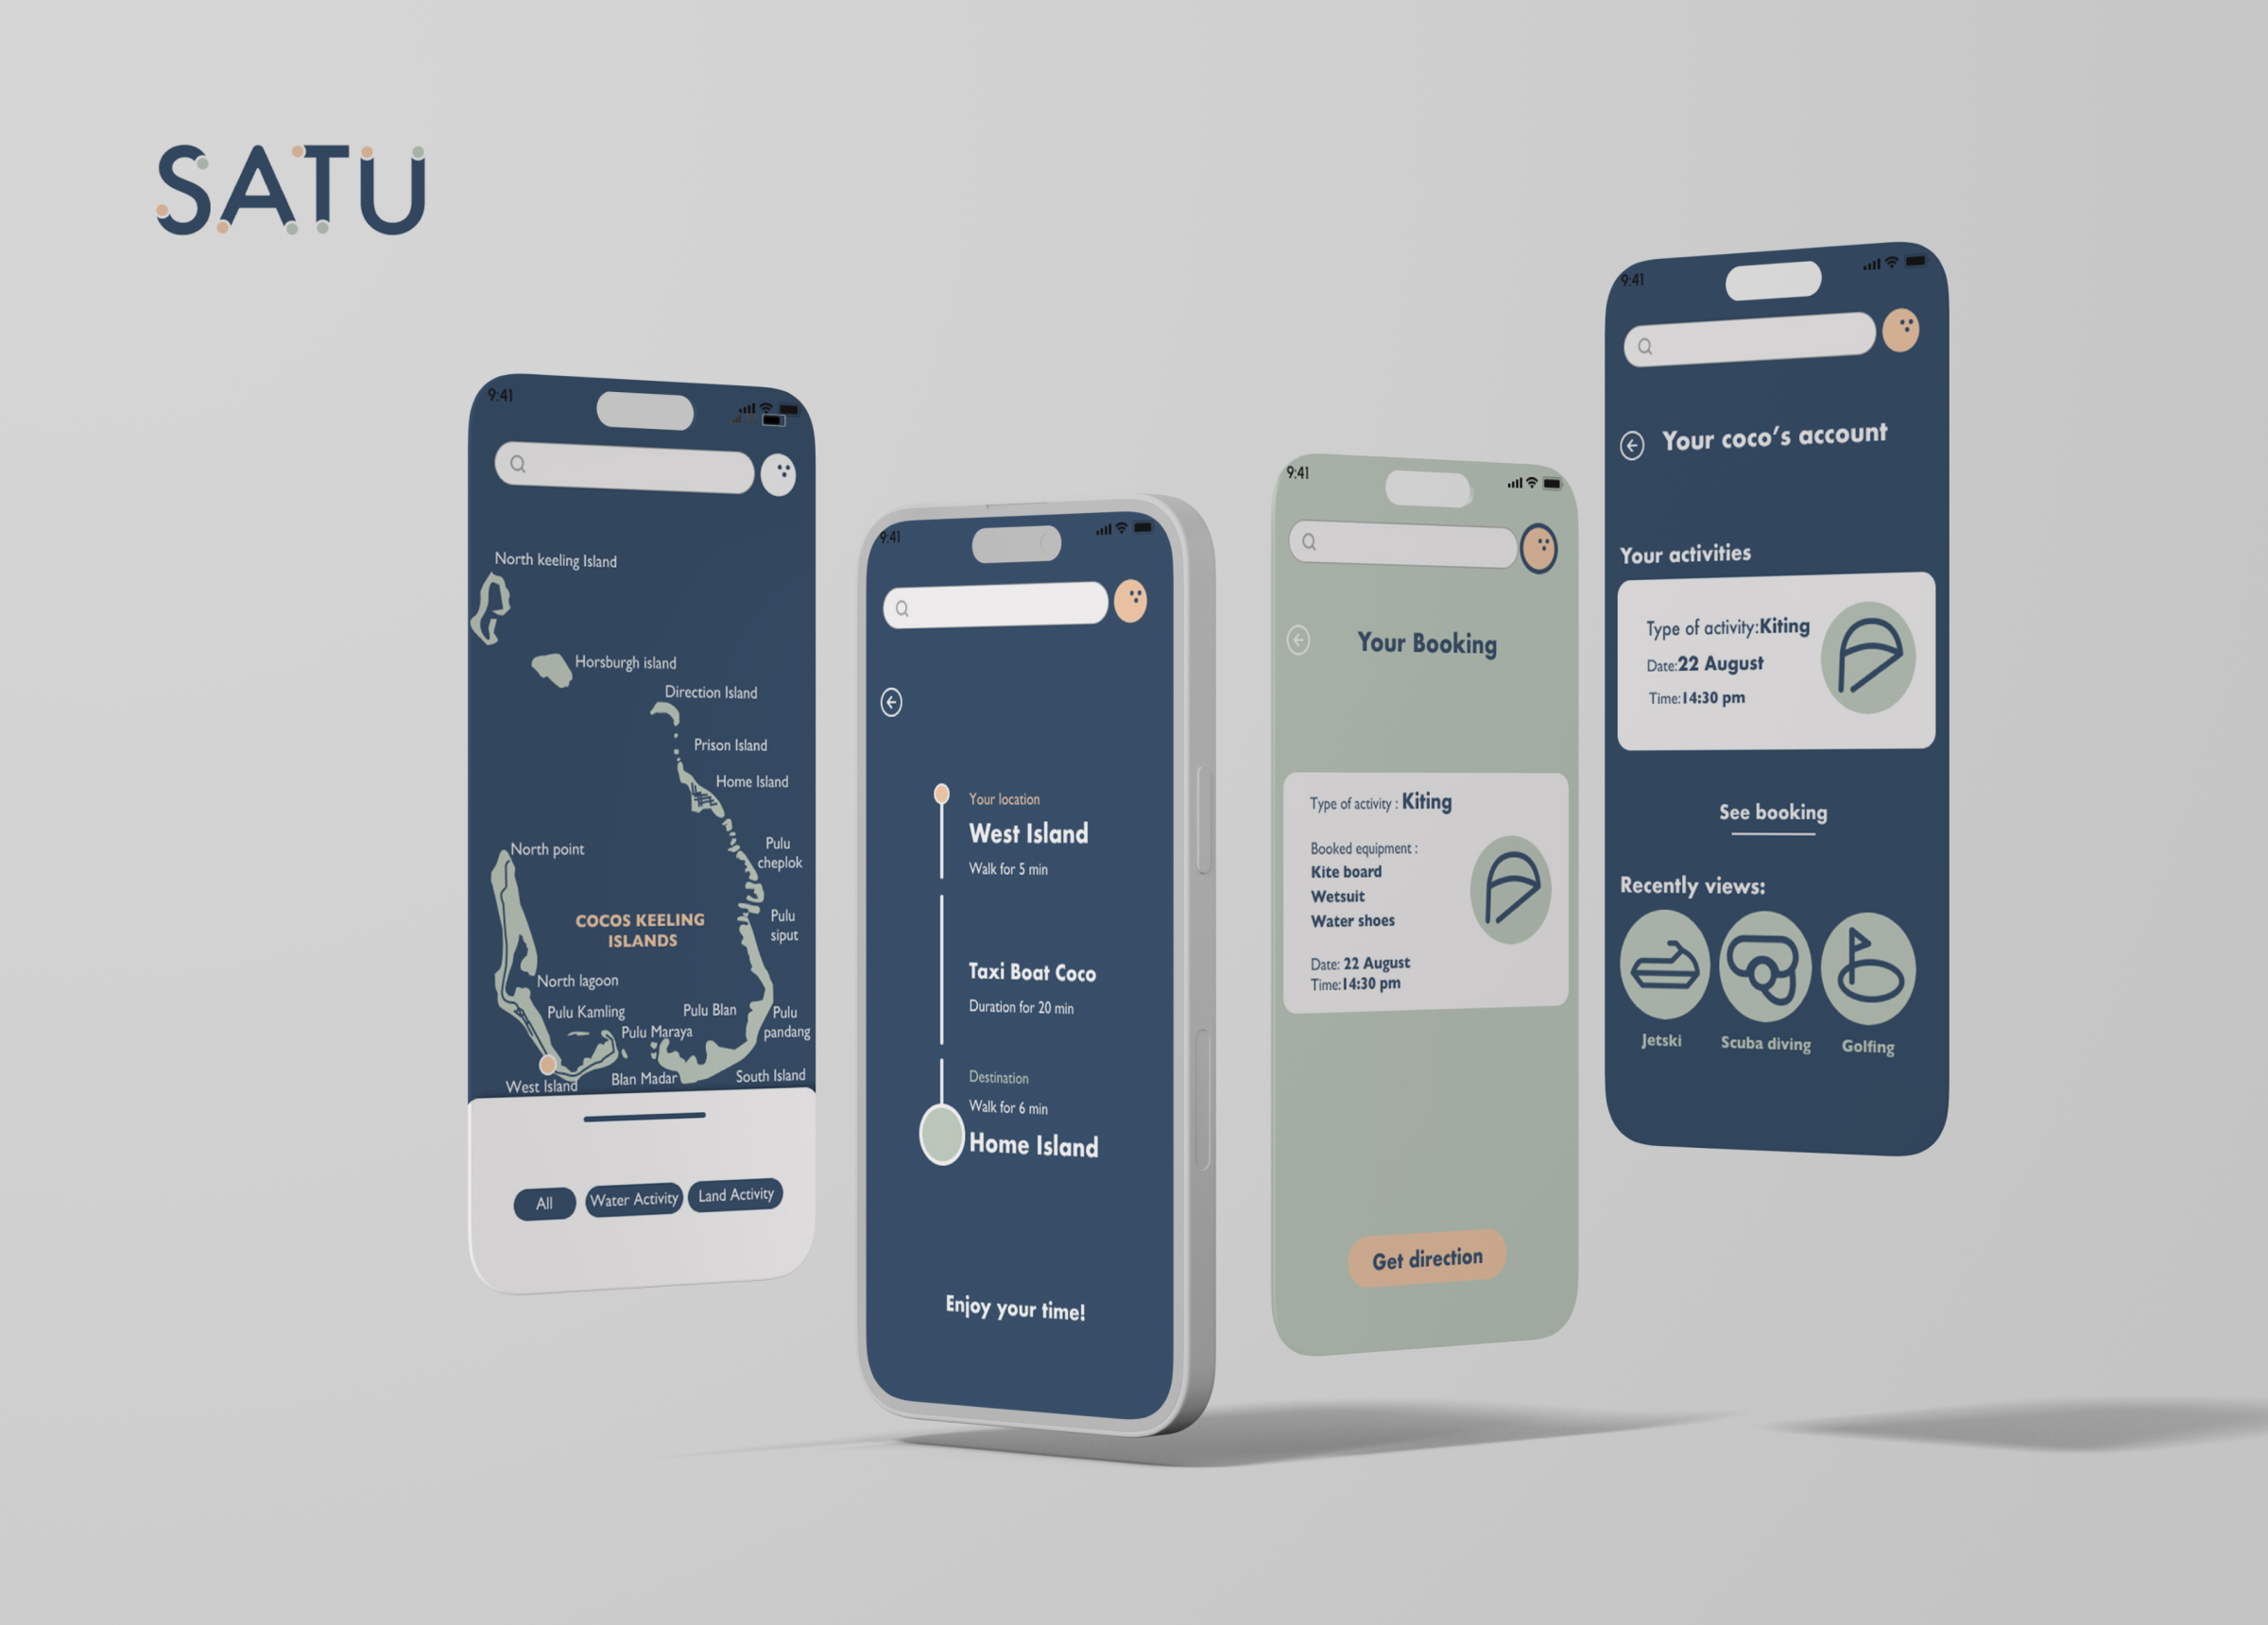 SATU
9:41
North keeling Island
Horsburgh island
Direction Island
Prison Island
Home Island
North point
Pulu
cheplok
COCOS KEELING
ISLANDS
Pulu
siput
North lagoon
Pulu Kamling
Pulu Blan
Pulu
pandang
Pulu Maraya
West Island
Blan Madar
South Island
All
Water Activity
Land Activity
9:41
Your location
West Island
Walk for 5 min
Taxi Boat Coco
Duration for 20 min
Destination
Walk for 6 min
Home Island
Enjoy your time!
9:41
Your Booking
Type of activity : Kiting
Booked equipment :
Kite board
Wetsuit
Water shoes
Date: 22 August
Time:14:30 pm
Get direction
9:41
Your coco's account
Your activities
Type of activity:Kiting
Date:22 August
Time:14:30 pm
See booking
Recently views:
Jetski
Scuba diving
Golfing